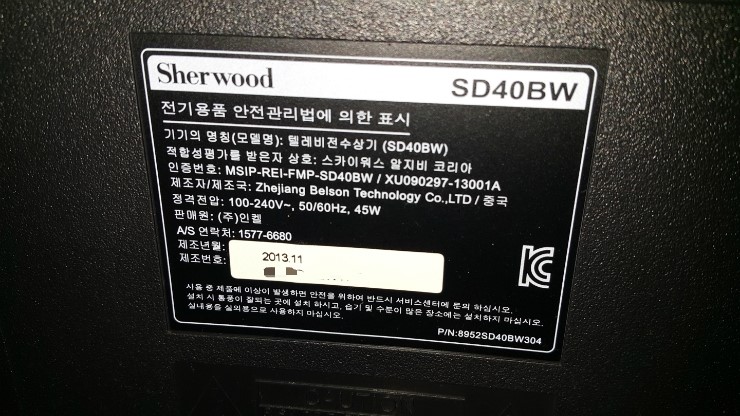 Sherwood
SD40BW
전기용품 안전관리법에 의한 표시
기기의 명칭(모델명): 텔레비전수상기 (SD40BW)
적합성평가를 받은자 상호: 스카이워스 알지비 코리아
인증번호: MSIP-REI-FMP-SD40BW / XU090297-13001A
제조자/제조국: Zhejiang Belson Technology Co.,LTD / 중국
정격전압: 100-240V~, 50/60Hz, 45W
판매원: (주)인켈
A/S 연락처: 1577-6680
제조년월: 2013.11
제조번호:
사용 중 제품에 이상이 발생하면 안전을 위하여 반드시 서비스센터에 문의 하십시오.
설치 시 통풍이 잘되는 곳에 설치 하시고, 습기 및 수분이 많은 장소에는 설치하지 마십시오.
실내용을 실외용으로 사용하지 마십시오.
P/N:8952SD40BW304